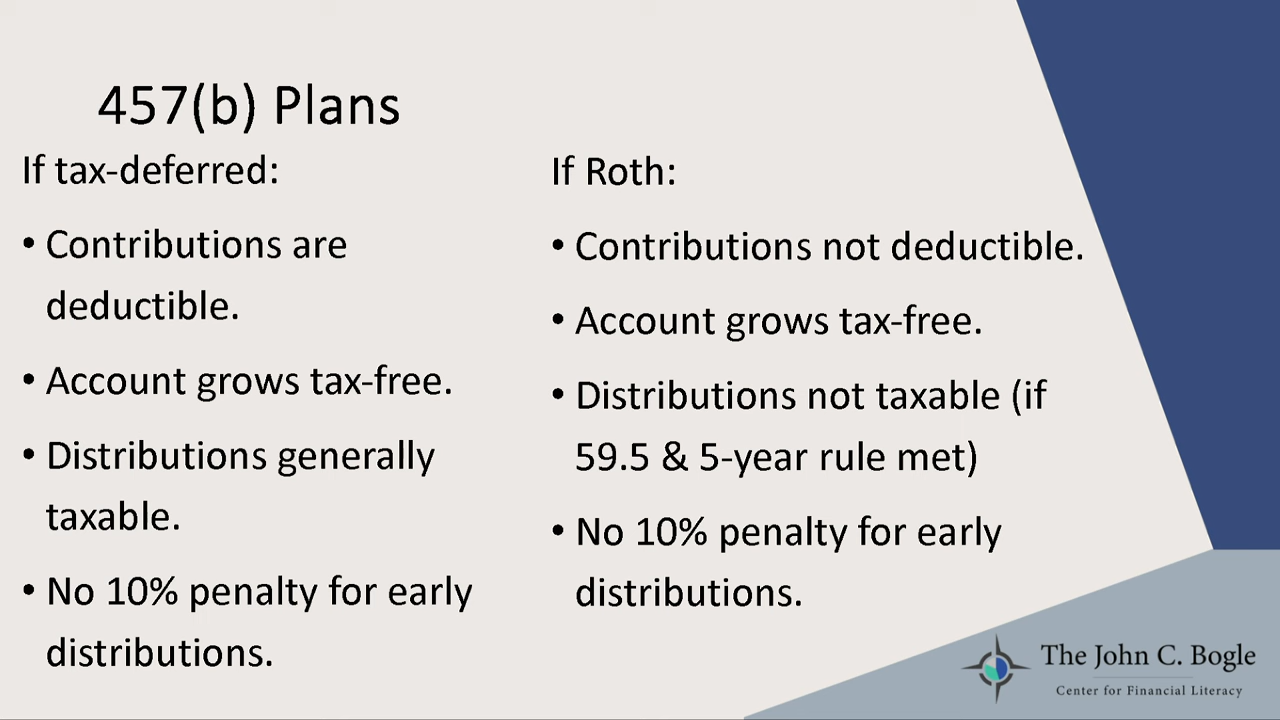 457(b) Plans
If tax-deferred:
• Contributions are
deductible.
• Account grows tax-free.
• Distributions generally
taxable.
• No 10% penalty for early
distributions.
If Roth:
• Contributions not deductible.
• Account grows tax-free.
• Distributions not taxable (if
59.5 & 5-year rule met)
• No 10% penalty for early
distributions.
The John C. Bogle
Center for Financial Literacy